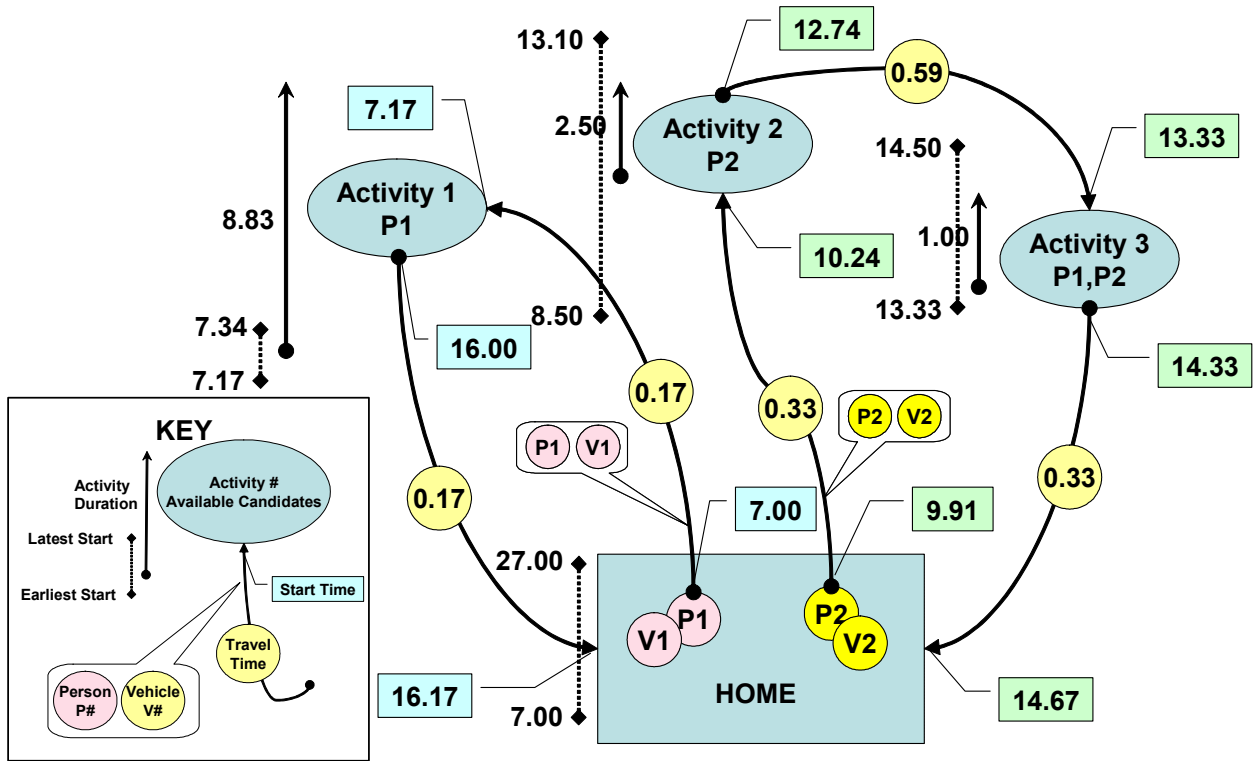 12.74
13.10
0.59
7.17
2.50
Activity 2
P2
13.33
14.50
Activity 1
P1
8.83
1.00
Activity 3
P1,P2
10.24
8.50
13.33
7.34
16.00
14.33
7.17
0.17
0.33
P2
V2
P1
V1
0.17
0.33
7.00
9.91
27.00
P1
V1
P2
V2
16.17
HOME
14.67
7.00
KEY
Activity
Duration
Activity #
Available Candidates
Latest Start
Earliest Start
Start Time
Travel
Time
Person
P#
Vehicle
V#